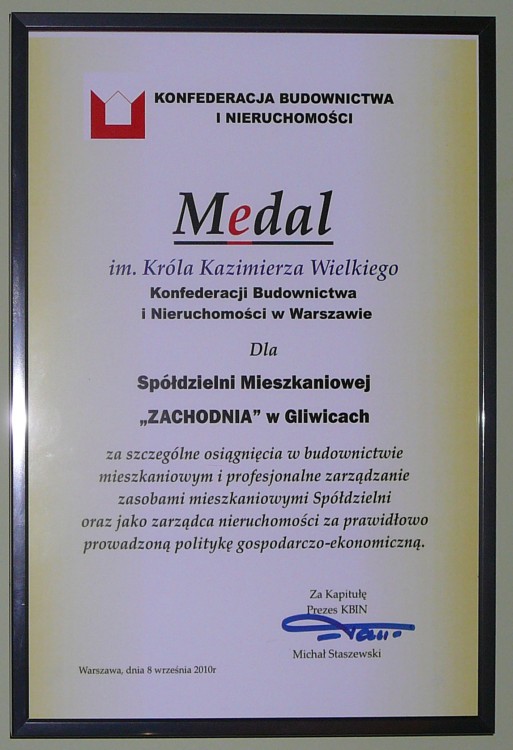 KONFEDERACJA BUDOWNICTWA
I NIERUCHOMOŚCI
Medal
im. Króla Kazimierza Wielkiego
Konfederacji Budownictwa
i Nieruchomości w Warszawie
Dla
Spółdzielni Mieszkaniowej
„ZACHODNIA” w Gliwicach
za szczególne osiągnięcia w budownictwie
mieszkaniowym i profesjonalne zarządzanie
zasobami mieszkaniowymi Spółdzielni
oraz jako zarządca nieruchomości za prawidłowo
prowadzoną politykę gospodarczo-ekonomiczną.
Za Kapitułę
Prezes KBIN
Michał Staszewski
Warszawa, dnia 8 września 2010r